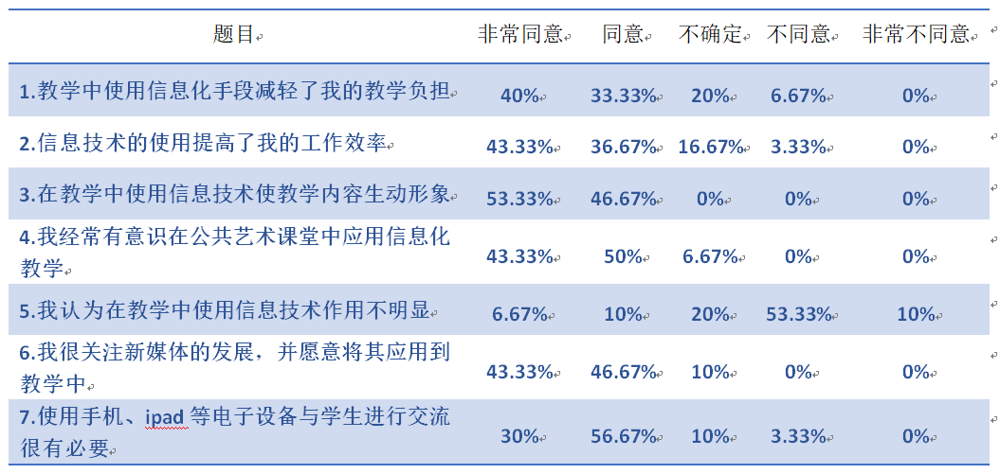 题目 非常同意 同意 不确定 不同意 非常不同意
1.教学中使用信息化手段减轻了我的教学负担 40% 33.33% 20% 6.67% 0%
2.信息技术的使用提高了我的工作效率 43.33% 36.67% 16.67% 3.33% 0%
3.在教学中使用信息技术使教学内容生动形象 53.33% 46.67% 0% 0% 0%
4.我经常有意识在公共艺术课堂中应用信息化
教学 43.33% 50% 6.67% 0% 0%
5.我认为在教学中使用信息技术作用不明显 6.67% 10% 20% 53.33% 10%
6.我很关注新媒体的发展，并愿意将其应用到
教学中 43.33% 46.67% 10% 0% 0%
7.使用手机、ipad 等电子设备与学生进行交流
很有必要 30% 56.67% 10% 3.33% 0%